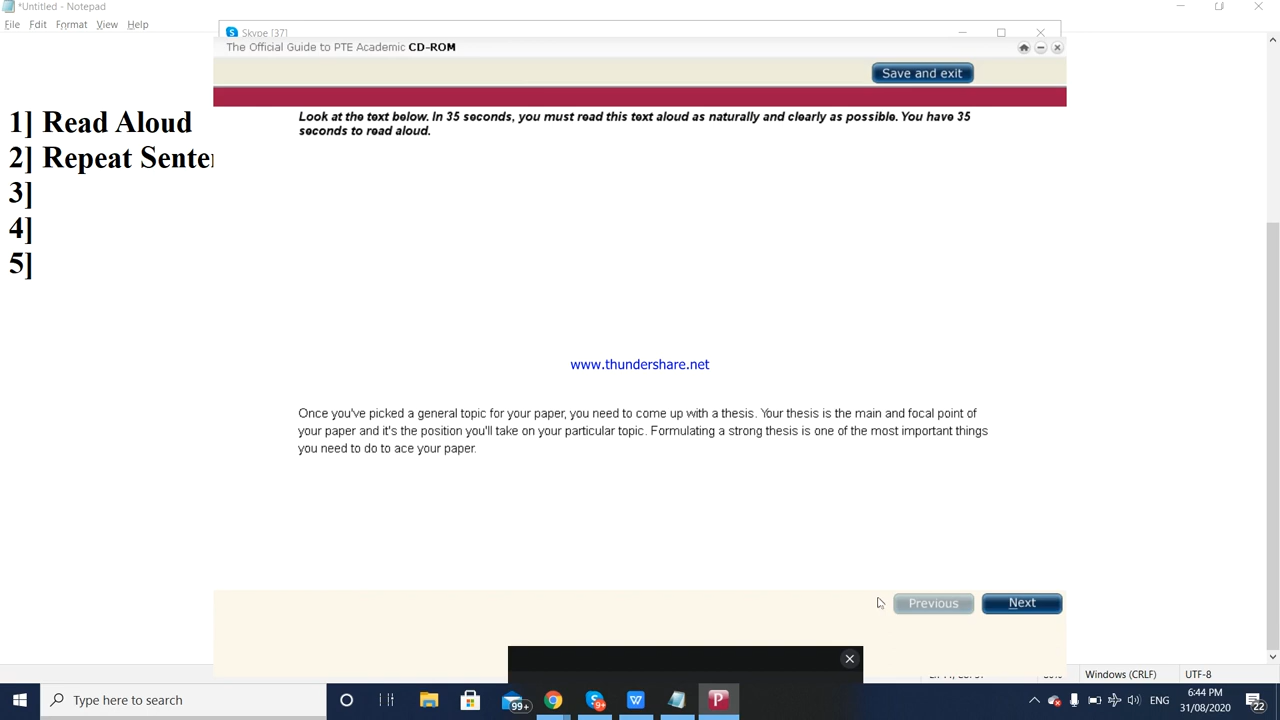 *Untitled - Notepad
File Edit Format View Help
Skype [37]
The Official Guide to PTE Academic CD-ROM
Save and exit
Look at the text below. In 35 seconds, you must read this text aloud as naturally and clearly as possible. You have 35
seconds to read aloud.
1] Read Aloud
2] Repeat Senten
3]
4]
5]
www.thundershare.net
Once you've picked a general topic for your paper, you need to come up with a thesis. Your thesis is the main and focal point of
your paper and it's the position you'll take on your particular topic. Formulating a strong thesis is one of the most important things
you need to do to ace your paper.
Previous Next
Windows (CRLF) UTF-8
Type here to search
99+
9+
ENG
6:44 PM
31/08/2020
22